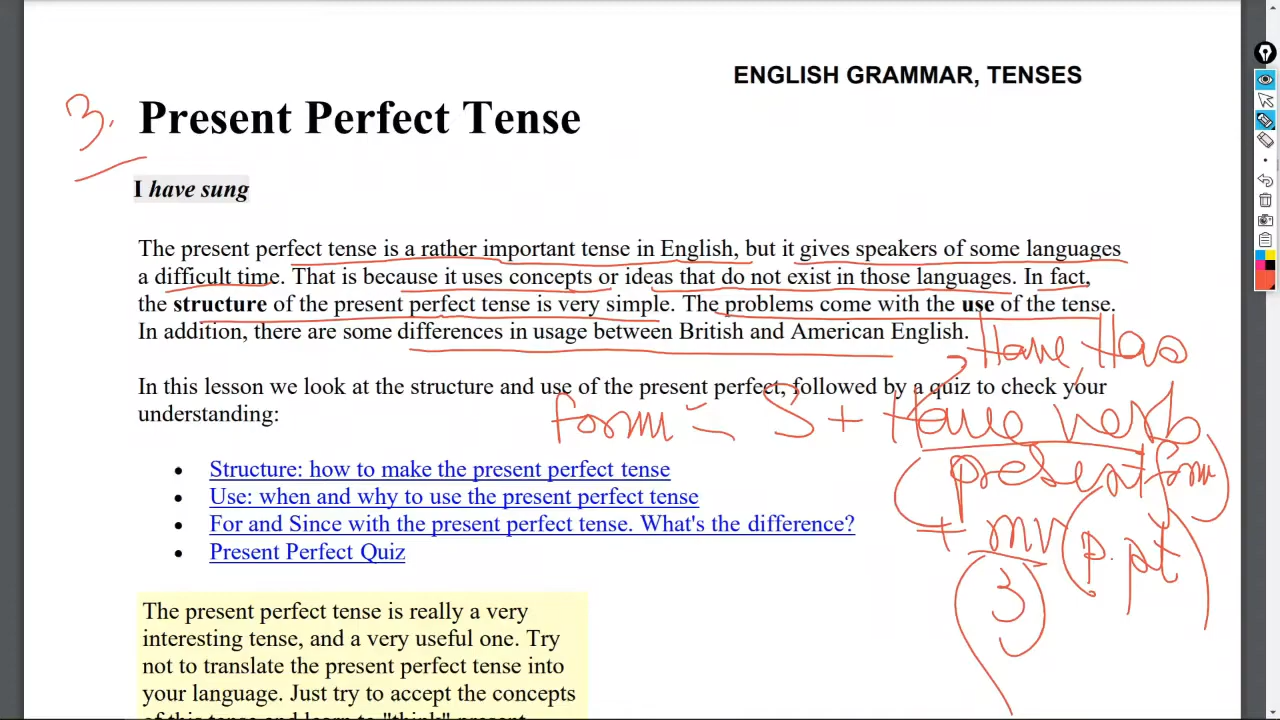 ENGLISH GRAMMAR, TENSES
3. Present Perfect Tense
I have sung
The present perfect tense is a rather important tense in English, but it gives speakers of some languages
a difficult time. That is because it uses concepts or ideas that do not exist in those languages. In fact,
the structure of the present perfect tense is very simple. The problems come with the use of the tense.
In addition, there are some differences in usage between British and American English.
Have, Has
In this lesson we look at the structure and use of the present perfect, followed by a quiz to check your
understanding:
form = S + Have verb
(present form)
+ mv (p.pt)
3
• Structure: how to make the present perfect tense
• Use: when and why to use the present perfect tense
• For and Since with the present perfect tense. What's the difference?
• Present Perfect Quiz
The present perfect tense is really a very
interesting tense, and a very useful one. Try
not to translate the present perfect tense into
your language. Just try to accept the concepts
of this tense and learn to "think" present